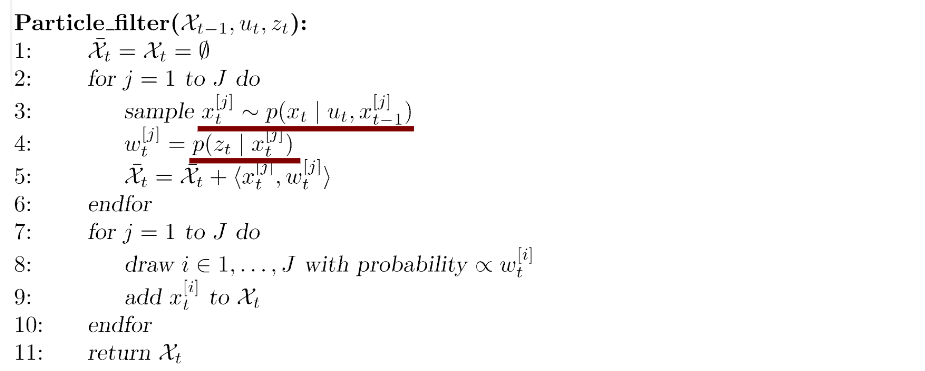 Particle_filter(𝒳_{t−1}, u_t, z_t):
1: 𝒳̄_t = 𝒳_t = ∅
2: for j = 1 to J do
3: sample x_t^{[j]} ∼ p(x_t | u_t, x_{t−1}^{[j]})
4: w_t^{[j]} = p(z_t | x_t^{[j]})
5: 𝒳̄_t = 𝒳̄_t + ⟨x_t^{[j]}, w_t^{[j]}⟩
6: endfor
7: for j = 1 to J do
8: draw i ∈ 1, . . . , J with probability ∝ w_t^{[i]}
9: add x_t^{[i]} to 𝒳_t
10: endfor
11: return 𝒳_t